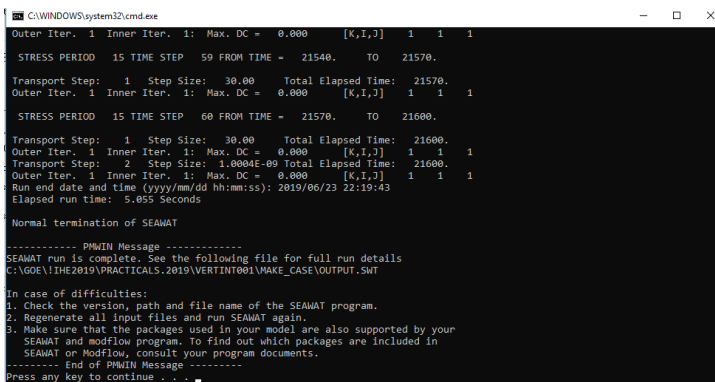 C:\WINDOWS\system32\cmd.exe
Outer Iter.  1  Inner Iter.  1:  Max. DC =   0.000      [K,I,J]    1    1    1
STRESS PERIOD   15 TIME STEP   59 FROM TIME =   21540.     TO    21570.
Transport Step:    1   Step Size:   30.00     Total Elapsed Time:   21570.
Outer Iter.  1  Inner Iter.  1:  Max. DC =   0.000      [K,I,J]    1    1    1
STRESS PERIOD   15 TIME STEP   60 FROM TIME =   21570.     TO    21600.
Transport Step:    1   Step Size:   30.00     Total Elapsed Time:   21600.
Outer Iter.  1  Inner Iter.  1:  Max. DC =   0.000      [K,I,J]    1    1    1
Transport Step:    2   Step Size:  1.0004E-09 Total Elapsed Time:   21600.
Outer Iter.  1  Inner Iter.  1:  Max. DC =   0.000      [K,I,J]    1    1    1
Run end date and time (yyyy/mm/dd hh:mm:ss): 2019/06/23 22:19:43
Elapsed run time:  5.055 Seconds
Normal termination of SEAWAT
------------ PMWIN Message -------------
SEAWAT run is complete. See the following file for full run details
C:\GOE\!IHE2019\PRACTICALS.2019\VERTINT001\MAKE_CASE\OUTPUT.SWT
In case of difficulties:
1. Check the version, path and file name of the SEAWAT program.
2. Regenerate all input files and run SEAWAT again.
3. Make sure that the packages used in your model are also supported by your
SEAWAT and modflow program. To find out which packages are included in
SEAWAT or Modflow, consult your program documents.
--------- End of PMWIN Message ---------
Press any key to continue . . .